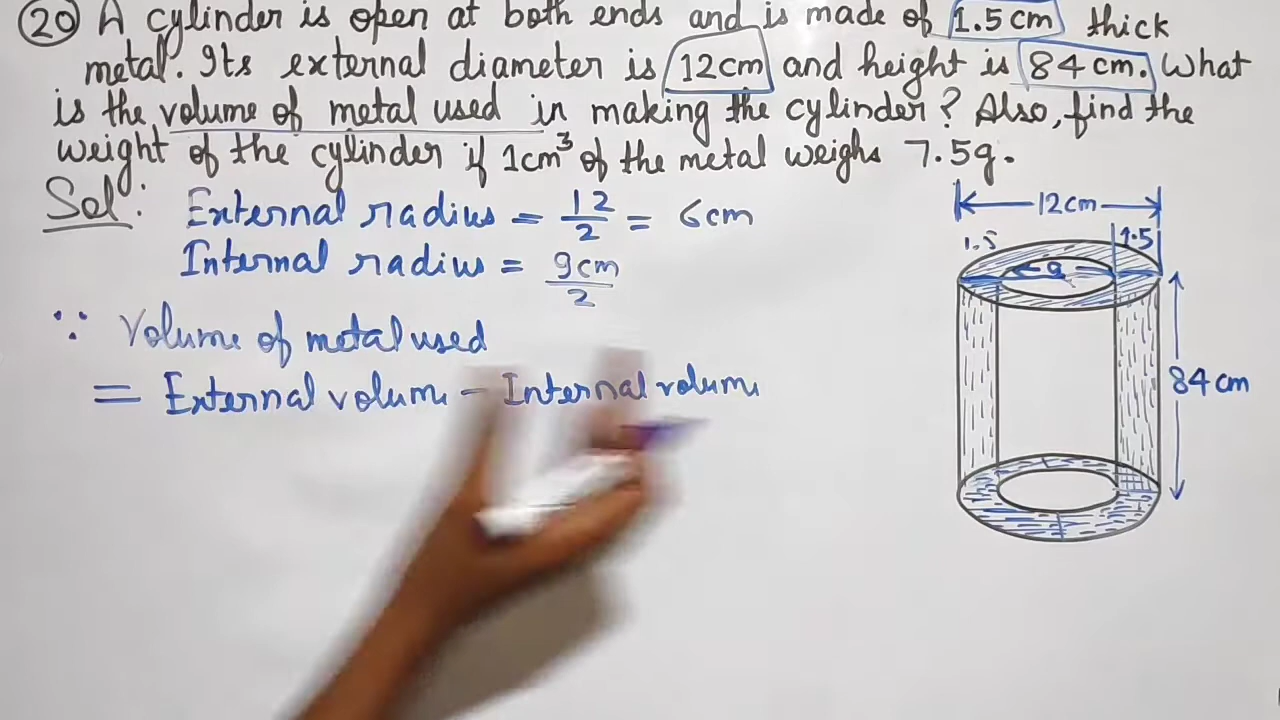 20 A cylinder is open at both ends and is made of 1.5 cm thick
metal. Its external diameter is 12cm and height is 84 cm. What
is the volume of metal used in making the cylinder? Also, find the
weight of the cylinder if 1cm³ of the metal weighs 7.5g.
Sol:
External radius = 12/2 = 6cm
Internal radius = 9cm/2
∵ Volume of metal used
= External volum - Internal volum
12cm
1.5
1.5
9
84 cm